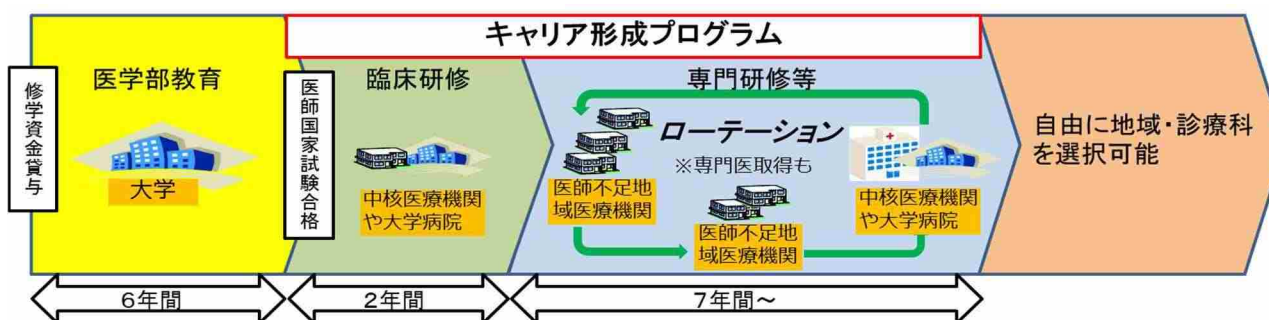 キャリア形成プログラム
修学資金貸与
医学部教育
大学
医師国家試験合格
臨床研修
中核医療機関
や大学病院
専門研修等
ローテーション
※専門医取得も
医師不足地
域医療機関
医師不足地
域医療機関
中核医療機関
や大学病院
自由に地域・診療科
を選択可能
6年間
2年間
7年間～